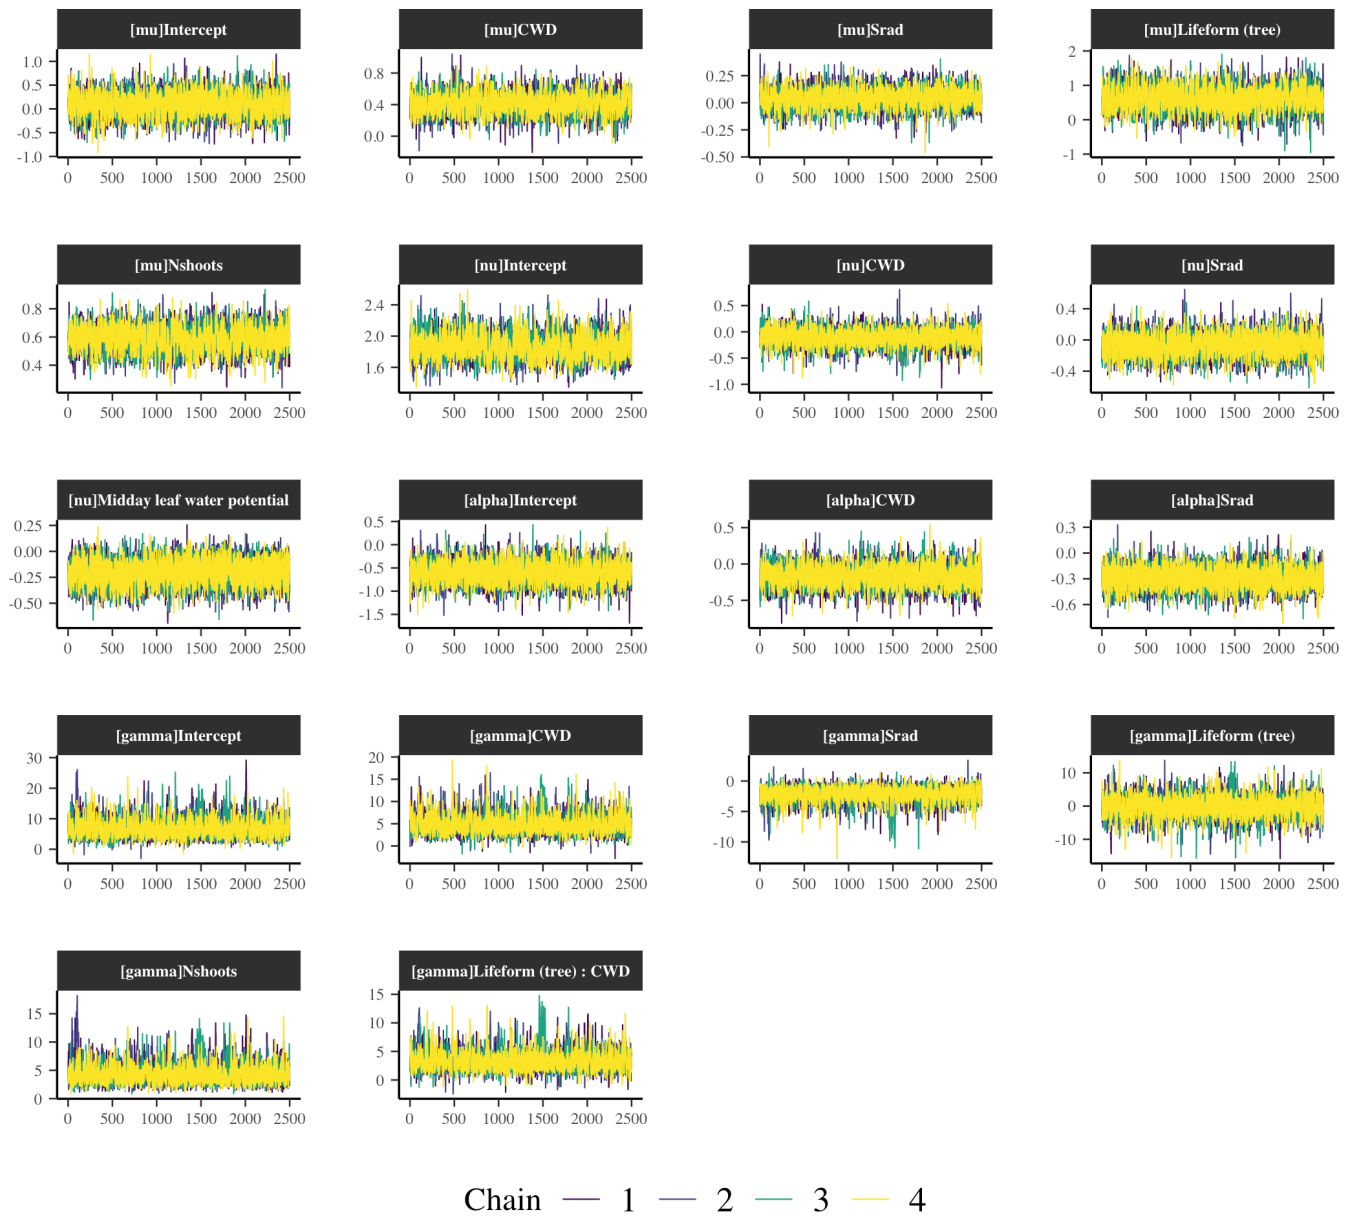 [mu]Intercept [mu]CWD [mu]Srad [mu]Lifeform (tree)
1.0 0.8 0.25 2
0.5 0.4 0.00 1
0.0 0.0 -0.25 0
-0.5 -0.50 -1
-1.0
0 500 1000 1500 2000 2500 0 500 1000 1500 2000 2500 0 500 1000 1500 2000 2500 0 500 1000 1500 2000 2500
[mu]Nshoots [nu]Intercept [nu]CWD [nu]Srad
0.8 2.4 0.5 0.4
0.6 2.0 0.0 0.0
0.4 1.6 -0.5 -0.4
-1.0
0 500 1000 1500 2000 2500 0 500 1000 1500 2000 2500 0 500 1000 1500 2000 2500 0 500 1000 1500 2000 2500
[nu]Midday leaf water potential [alpha]Intercept [alpha]CWD [alpha]Srad
0.25 0.5 0.5 0.3
0.00 0.0 0.0 0.0
-0.25 -0.5 -0.5 -0.3
-0.50 -1.0 -0.6
-1.5
0 500 1000 1500 2000 2500 0 500 1000 1500 2000 2500 0 500 1000 1500 2000 2500 0 500 1000 1500 2000 2500
[gamma]Intercept [gamma]CWD [gamma]Srad [gamma]Lifeform (tree)
30 20 0 10
20 15 -5 0
10 10 -10 -10
0 5
0
0 500 1000 1500 2000 2500 0 500 1000 1500 2000 2500 0 500 1000 1500 2000 2500 0 500 1000 1500 2000 2500
[gamma]Nshoots [gamma]Lifeform (tree) : CWD
15 15
10 10
5 5
0 0
0 500 1000 1500 2000 2500 0 500 1000 1500 2000 2500
Chain 1 2 3 4